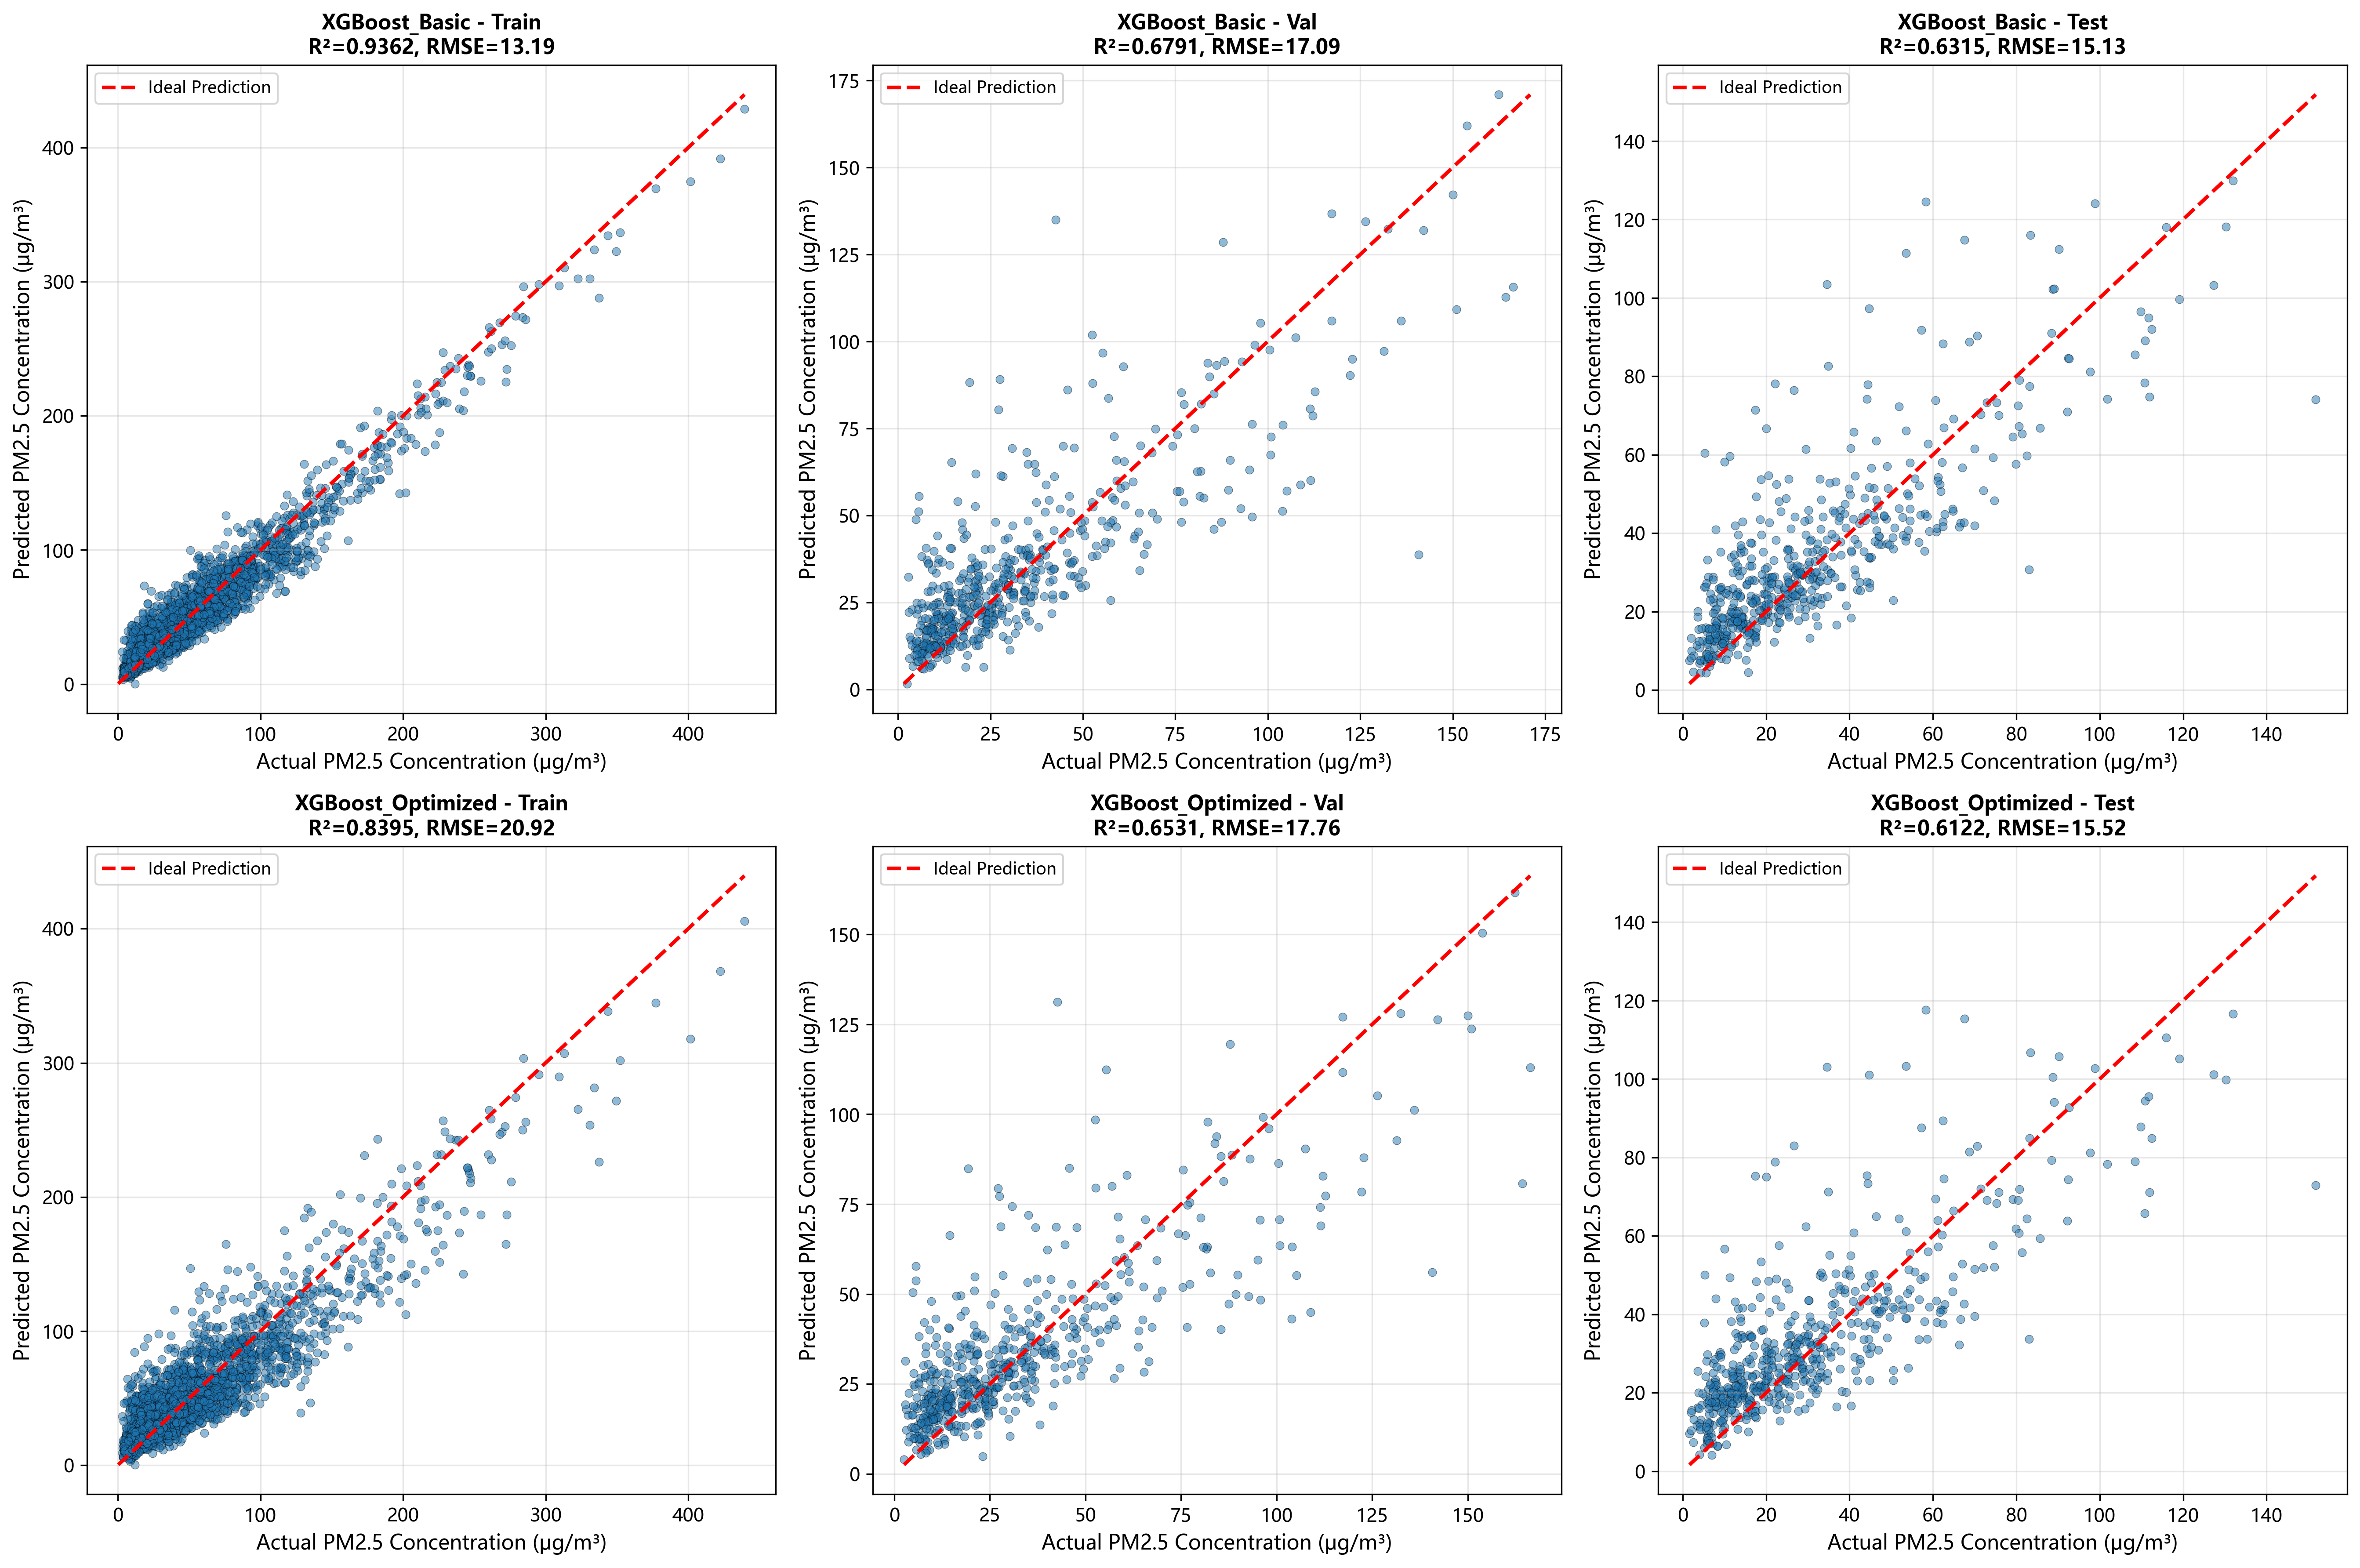 XGBoost_Basic - Train
R²=0.9362, RMSE=13.19
Ideal Prediction
Predicted PM2.5 Concentration (μg/m³)
400
300
200
100
0
0 100 200 300 400
Actual PM2.5 Concentration (μg/m³)
XGBoost_Basic - Val
R²=0.6791, RMSE=17.09
Ideal Prediction
Predicted PM2.5 Concentration (μg/m³)
175
150
125
100
75
50
25
0
0 25 50 75 100 125 150 175
Actual PM2.5 Concentration (μg/m³)
XGBoost_Basic - Test
R²=0.6315, RMSE=15.13
Ideal Prediction
Predicted PM2.5 Concentration (μg/m³)
140
120
100
80
60
40
20
0
0 20 40 60 80 100 120 140
Actual PM2.5 Concentration (μg/m³)
XGBoost_Optimized - Train
R²=0.8395, RMSE=20.92
Ideal Prediction
Predicted PM2.5 Concentration (μg/m³)
400
300
200
100
0
0 100 200 300 400
Actual PM2.5 Concentration (μg/m³)
XGBoost_Optimized - Val
R²=0.6531, RMSE=17.76
Ideal Prediction
Predicted PM2.5 Concentration (μg/m³)
150
125
100
75
50
25
0
0 25 50 75 100 125 150
Actual PM2.5 Concentration (μg/m³)
XGBoost_Optimized - Test
R²=0.6122, RMSE=15.52
Ideal Prediction
Predicted PM2.5 Concentration (μg/m³)
140
120
100
80
60
40
20
0
0 20 40 60 80 100 120 140
Actual PM2.5 Concentration (μg/m³)